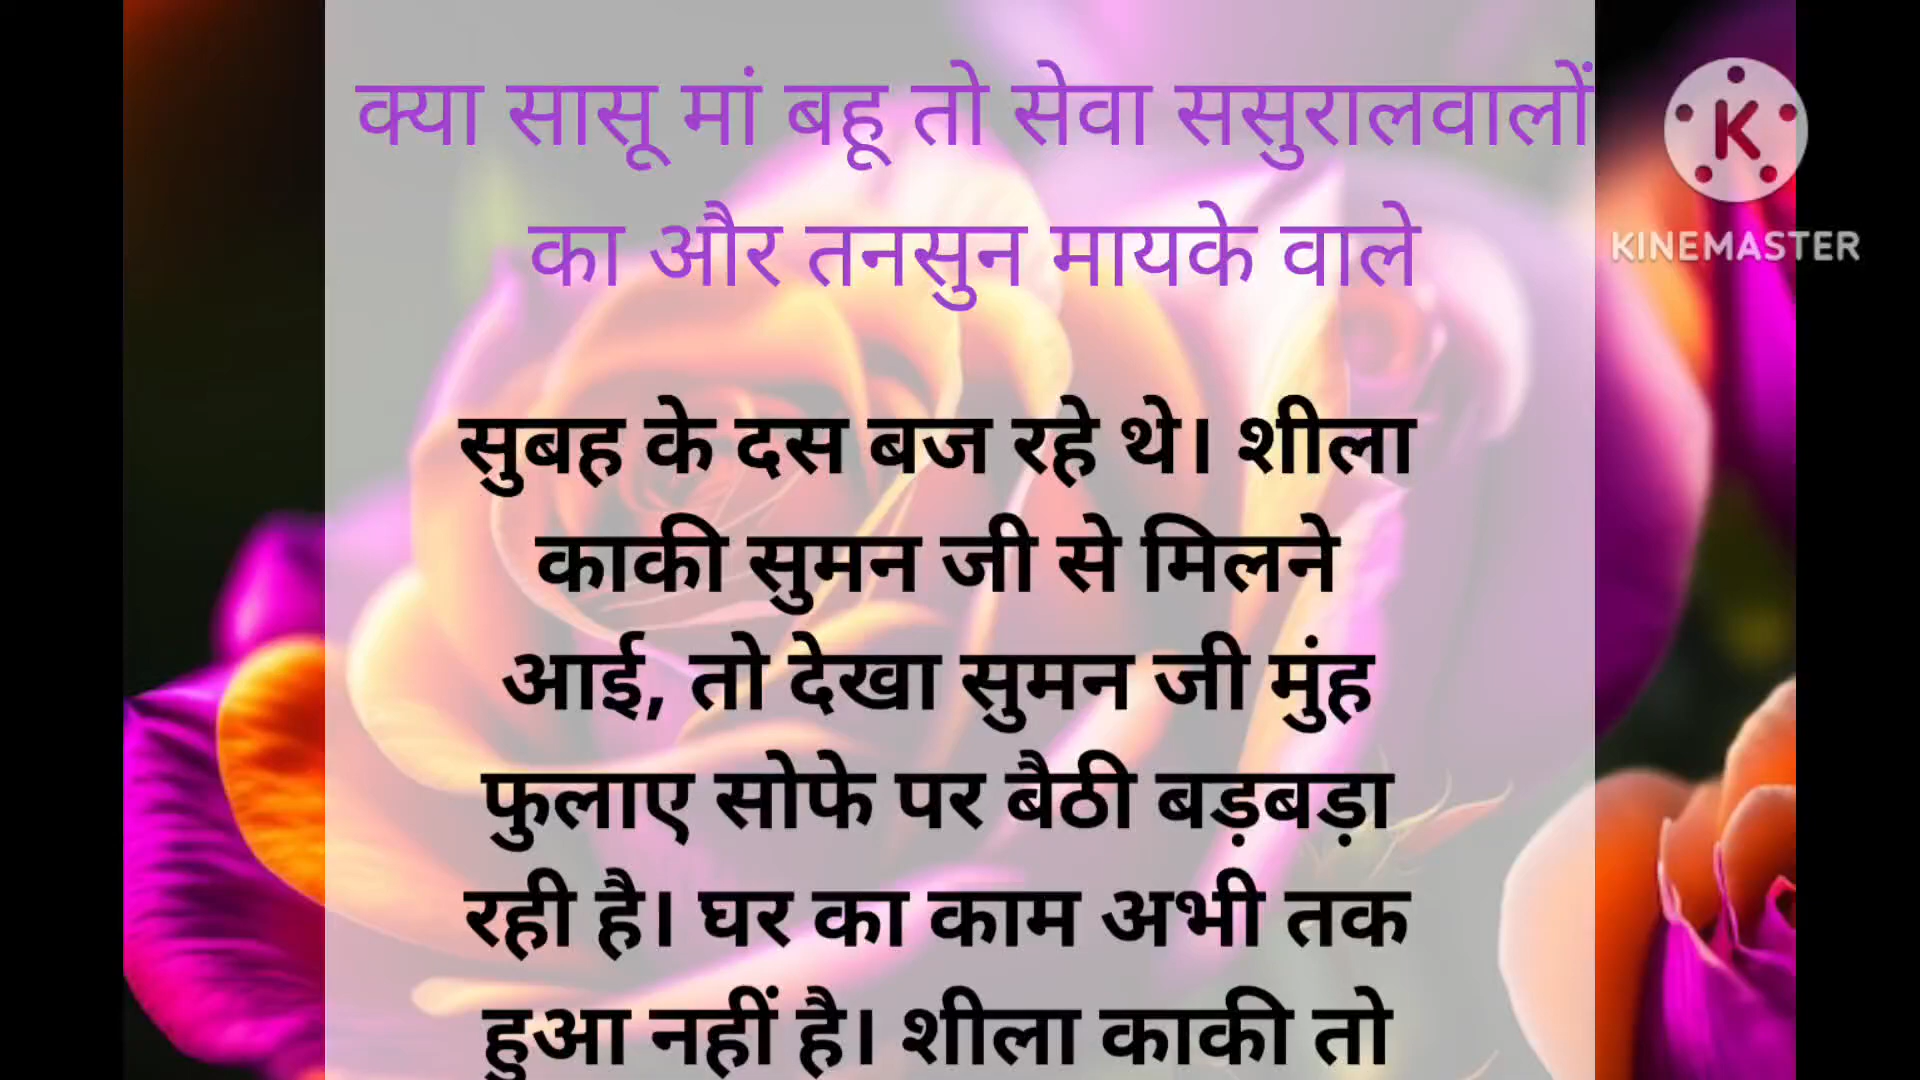 क्या सासू मां बहू तो सेवा ससुरालवालों
का और तनसुन मायके वाले
सुबह के दस बज रहे थे। शीला
काकी सुमन जी से मिलने
आई, तो देखा सुमन जी मुंह
फुलाए सोफे पर बैठी बड़बड़ा
रही है। घर का काम अभी तक
हुआ नहीं है। शीला काकी तो
K
KINEMASTER